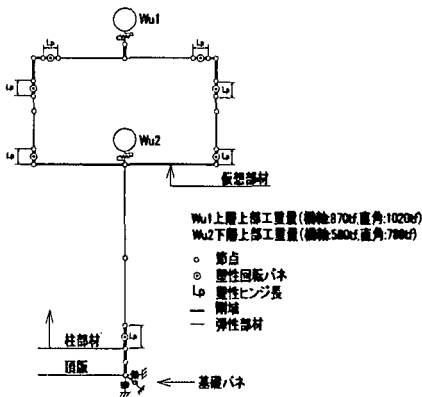 Wu1
Lp
Lp
Lp
Lp
Wu2
Lp
Lp
仮想部材
Wu1上層上部工重量(橋軸:870tf,直角:1020tf)
Wu2下層上部工重量(橋軸:580tf,直角:788tf)
節点
塑性回転バネ
Lp 塑性ヒンジ長
剛域
弾性部材
柱部材
Lp
頂版
基礎バネ